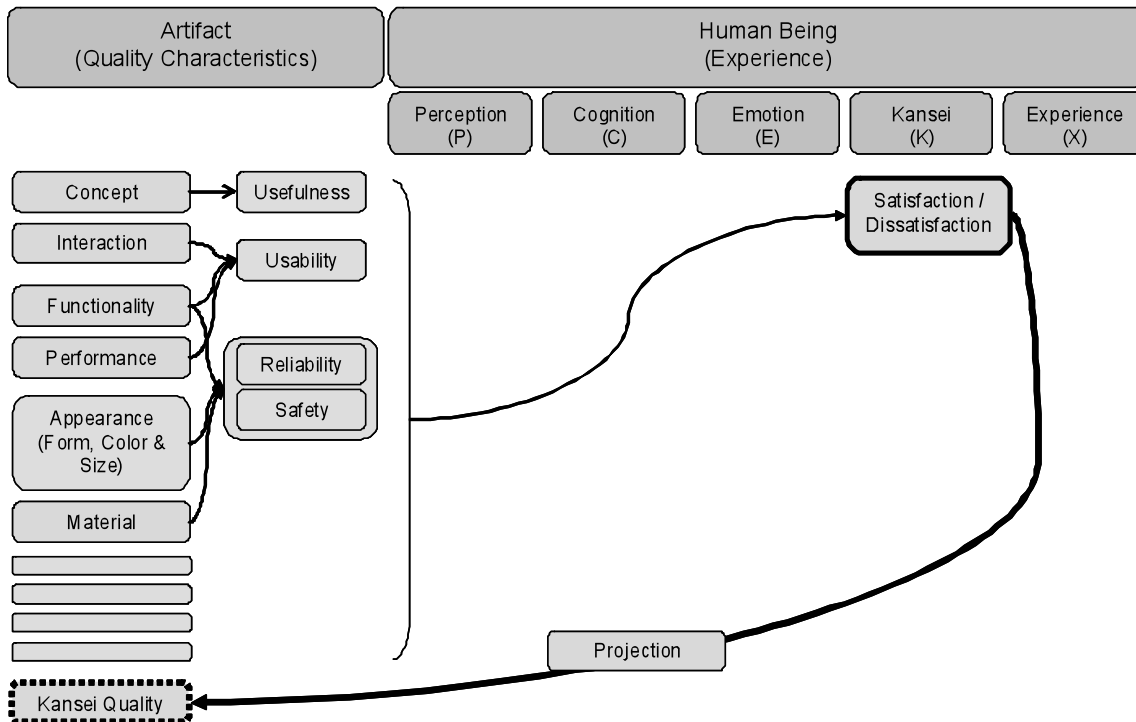 Artifact
(Quality Characteristics)
Human Being
(Experience)
Perception
(P)
Cognition
(C)
Emotion
(E)
Kansei
(K)
Experience
(X)
Concept
Usefulness
Satisfaction /
Dissatisfaction
Interaction
Usability
Functionality
Performance
Reliability
Safety
Appearance
(Form, Color &
Size)
Material
Projection
Kansei Quality